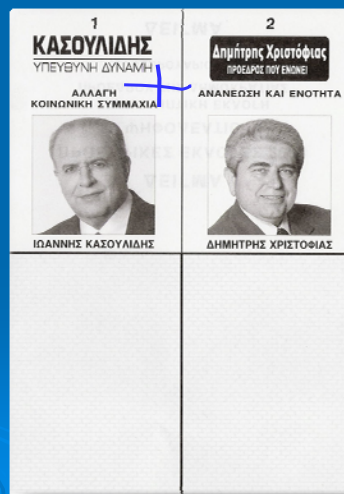 1
ΚΑΣΟΥΛΙΔΗΣ
ΥΠΕΥΘΥΝΗ ΔΥΝΑΜΗ
ΑΛΛΑΓΗ
ΚΟΙΝΩΝΙΚΗ ΣΥΜΜΑΧΙΑ
ΙΩΑΝΝΗΣ ΚΑΣΟΥΛΙΔΗΣ
2
Δημήτρης Χριστόφιας
ΠΡΟΕΔΡΟΣ ΠΟΥ ΕΝΩΝΕΙ
ΑΝΑΝΕΩΣΗ ΚΑΙ ΕΝΟΤΗΤΑ
ΔΗΜΗΤΡΗΣ ΧΡΙΣΤΟΦΙΑΣ